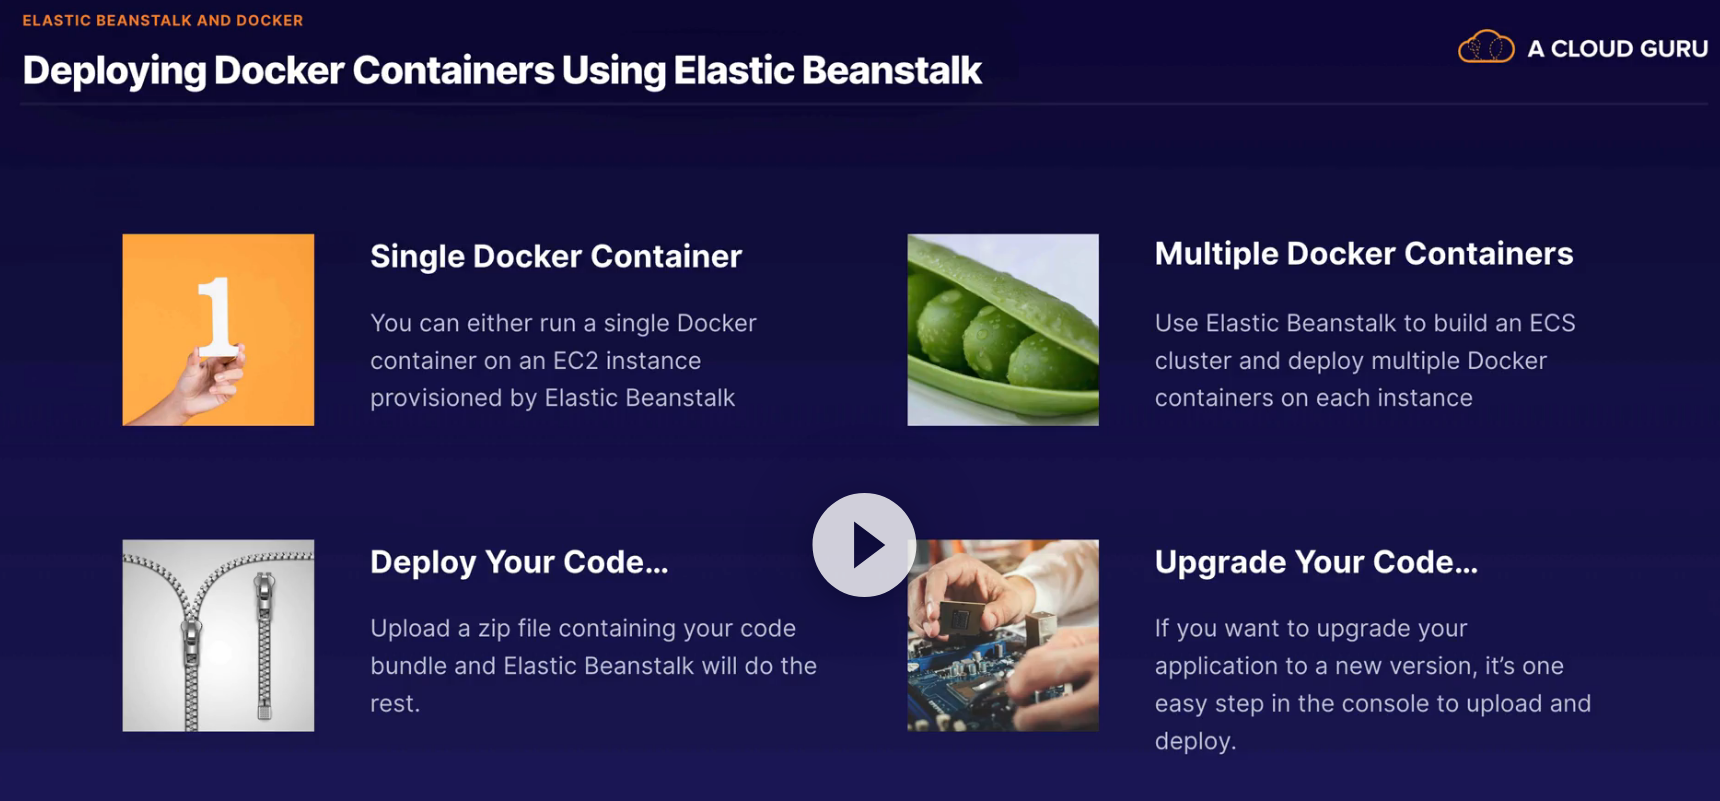 ELASTIC BEANSTALK AND DOCKER
Deploying Docker Containers Using Elastic Beanstalk
A CLOUD GURU
1
Single Docker Container
You can either run a single Docker
container on an EC2 instance
provisioned by Elastic Beanstalk
Multiple Docker Containers
Use Elastic Beanstalk to build an ECS
cluster and deploy multiple Docker
containers on each instance
Deploy Your Code...
Upload a zip file containing your code
bundle and Elastic Beanstalk will do the
rest.
Upgrade Your Code...
If you want to upgrade your
application to a new version, it’s one
easy step in the console to upload and
deploy.